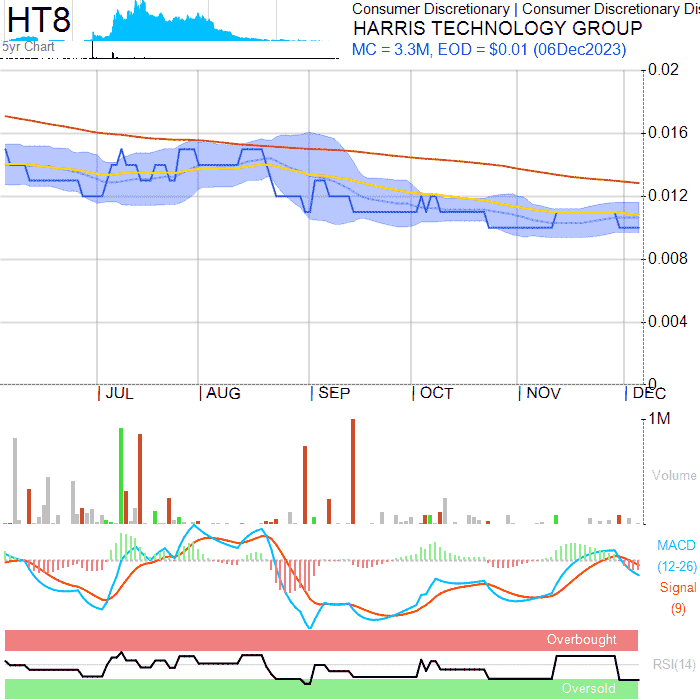 HT8
5yr Chart
Consumer Discretionary | Consumer Discretionary Dis
HARRIS TECHNOLOGY GROUP
MC = 3.3M, EOD = $0.01 (06Dec2023)
0.02
0.016
0.012
0.008
0.004
0
JUL AUG SEP OCT NOV DEC
1M
Volume
MACD
(12-26)
Signal
(9)
Overbought
RSI(14)
Oversold